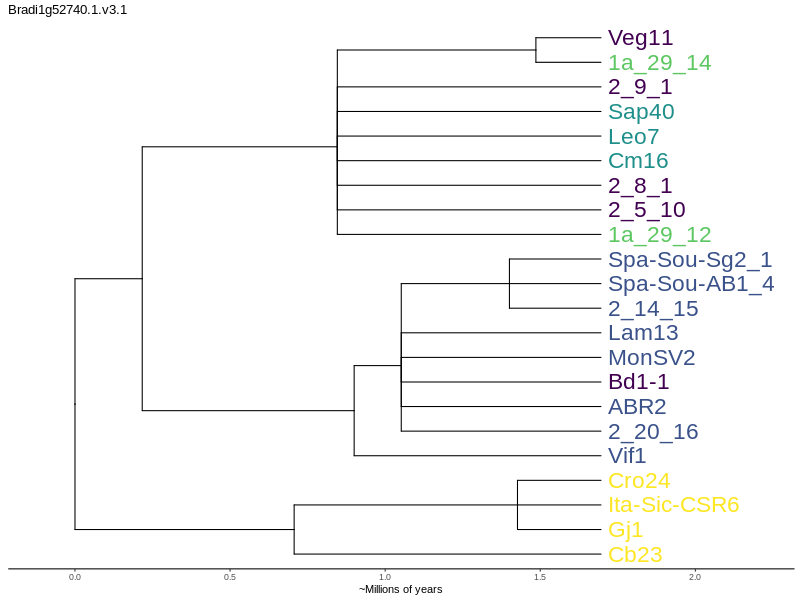 Bradi1g52740.1.v3.1
Veg11
1a_29_14
2_9_1
Sap40
Leo7
Cm16
2_8_1
2_5_10
1a_29_12
Spa-Sou-Sg2_1
Spa-Sou-AB1_4
2_14_15
Lam13
MonSV2
Bd1-1
ABR2
2_20_16
Vif1
Cro24
Ita-Sic-CSR6
Gj1
Cb23
0.0 0.5 1.0 1.5 2.0
~Millions of years